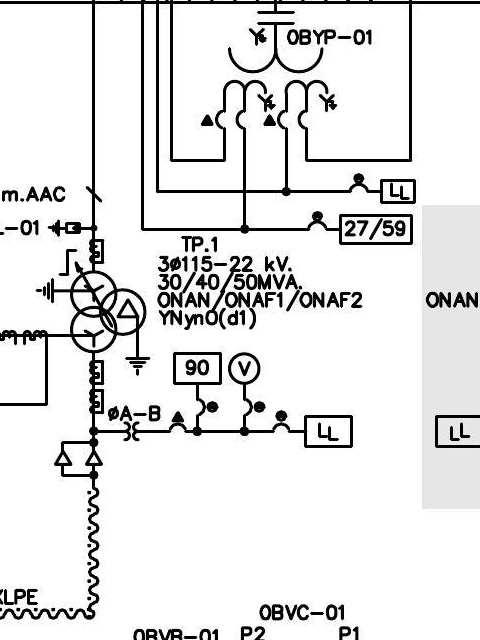 0BYP-01
m.AAC
LL
-01
27/59
TP.1
3ø115-22 kV.
30/40/50MVA.
ONAN/ONAF1/ONAF2
YNyn0(d1)
ONAN
90
V
øA-B
LL
LL
XLPE
0BVC-01
0BVB-01
P2
P1